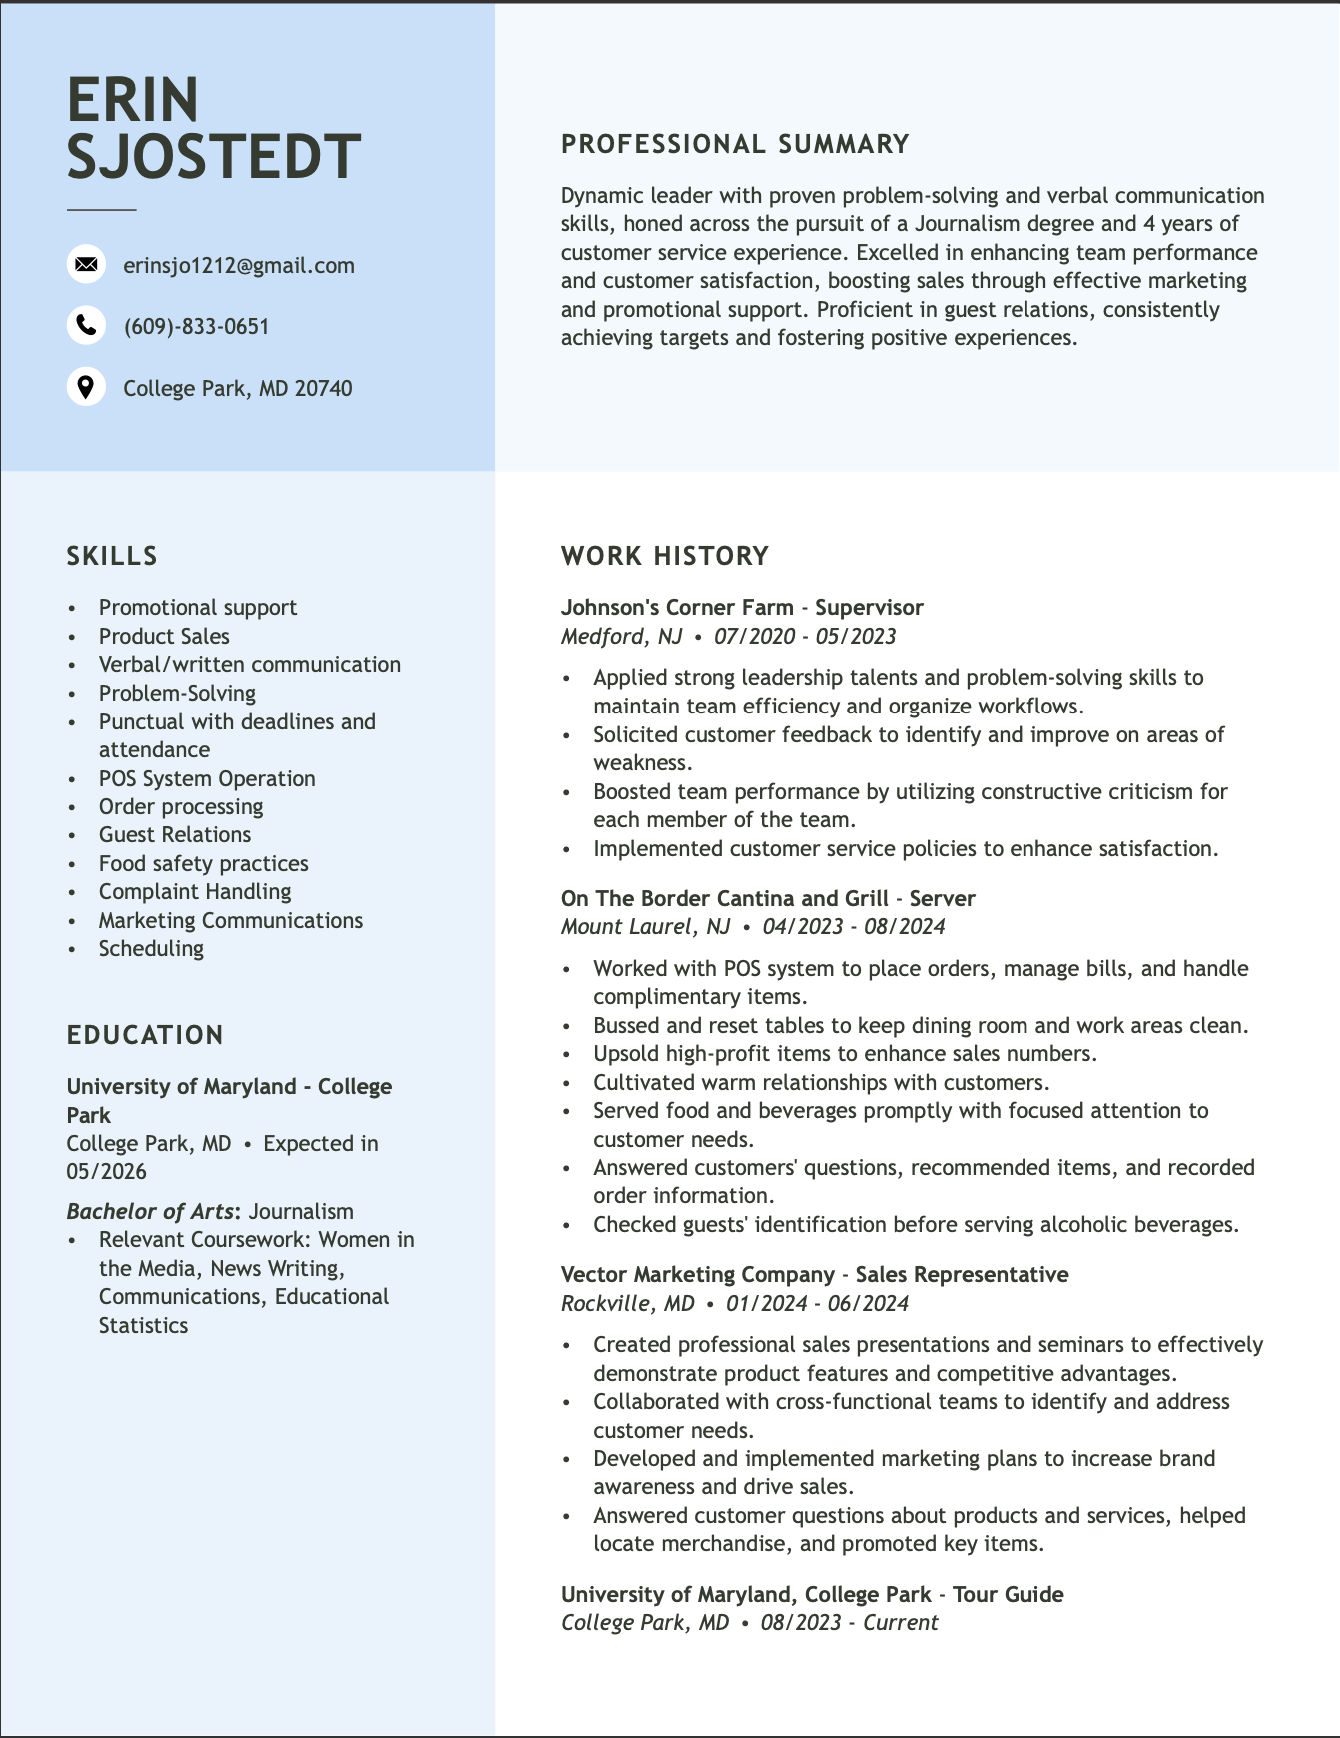 ERIN
SJOSTEDT
erinsjo1212@gmail.com
(609)-833-0651
College Park, MD 20740
PROFESSIONAL SUMMARY
Dynamic leader with proven problem-solving and verbal communication
skills, honed across the pursuit of a Journalism degree and 4 years of
customer service experience. Excelled in enhancing team performance
and customer satisfaction, boosting sales through effective marketing
and promotional support. Proficient in guest relations, consistently
achieving targets and fostering positive experiences.
SKILLS
• Promotional support
• Product Sales
• Verbal/written communication
• Problem-Solving
• Punctual with deadlines and
attendance
• POS System Operation
• Order processing
• Guest Relations
• Food safety practices
• Complaint Handling
• Marketing Communications
• Scheduling
EDUCATION
University of Maryland - College
Park
College Park, MD • Expected in
05/2026
Bachelor of Arts: Journalism
• Relevant Coursework: Women in
the Media, News Writing,
Communications, Educational
Statistics
WORK HISTORY
Johnson's Corner Farm - Supervisor
Medford, NJ • 07/2020 - 05/2023
• Applied strong leadership talents and problem-solving skills to
maintain team efficiency and organize workflows.
• Solicited customer feedback to identify and improve on areas of
weakness.
• Boosted team performance by utilizing constructive criticism for
each member of the team.
• Implemented customer service policies to enhance satisfaction.
On The Border Cantina and Grill - Server
Mount Laurel, NJ • 04/2023 - 08/2024
• Worked with POS system to place orders, manage bills, and handle
complimentary items.
• Bussed and reset tables to keep dining room and work areas clean.
• Upsold high-profit items to enhance sales numbers.
• Cultivated warm relationships with customers.
• Served food and beverages promptly with focused attention to
customer needs.
• Answered customers' questions, recommended items, and recorded
order information.
• Checked guests' identification before serving alcoholic beverages.
Vector Marketing Company - Sales Representative
Rockville, MD • 01/2024 - 06/2024
• Created professional sales presentations and seminars to effectively
demonstrate product features and competitive advantages.
• Collaborated with cross-functional teams to identify and address
customer needs.
• Developed and implemented marketing plans to increase brand
awareness and drive sales.
• Answered customer questions about products and services, helped
locate merchandise, and promoted key items.
University of Maryland, College Park - Tour Guide
College Park, MD • 08/2023 - Current